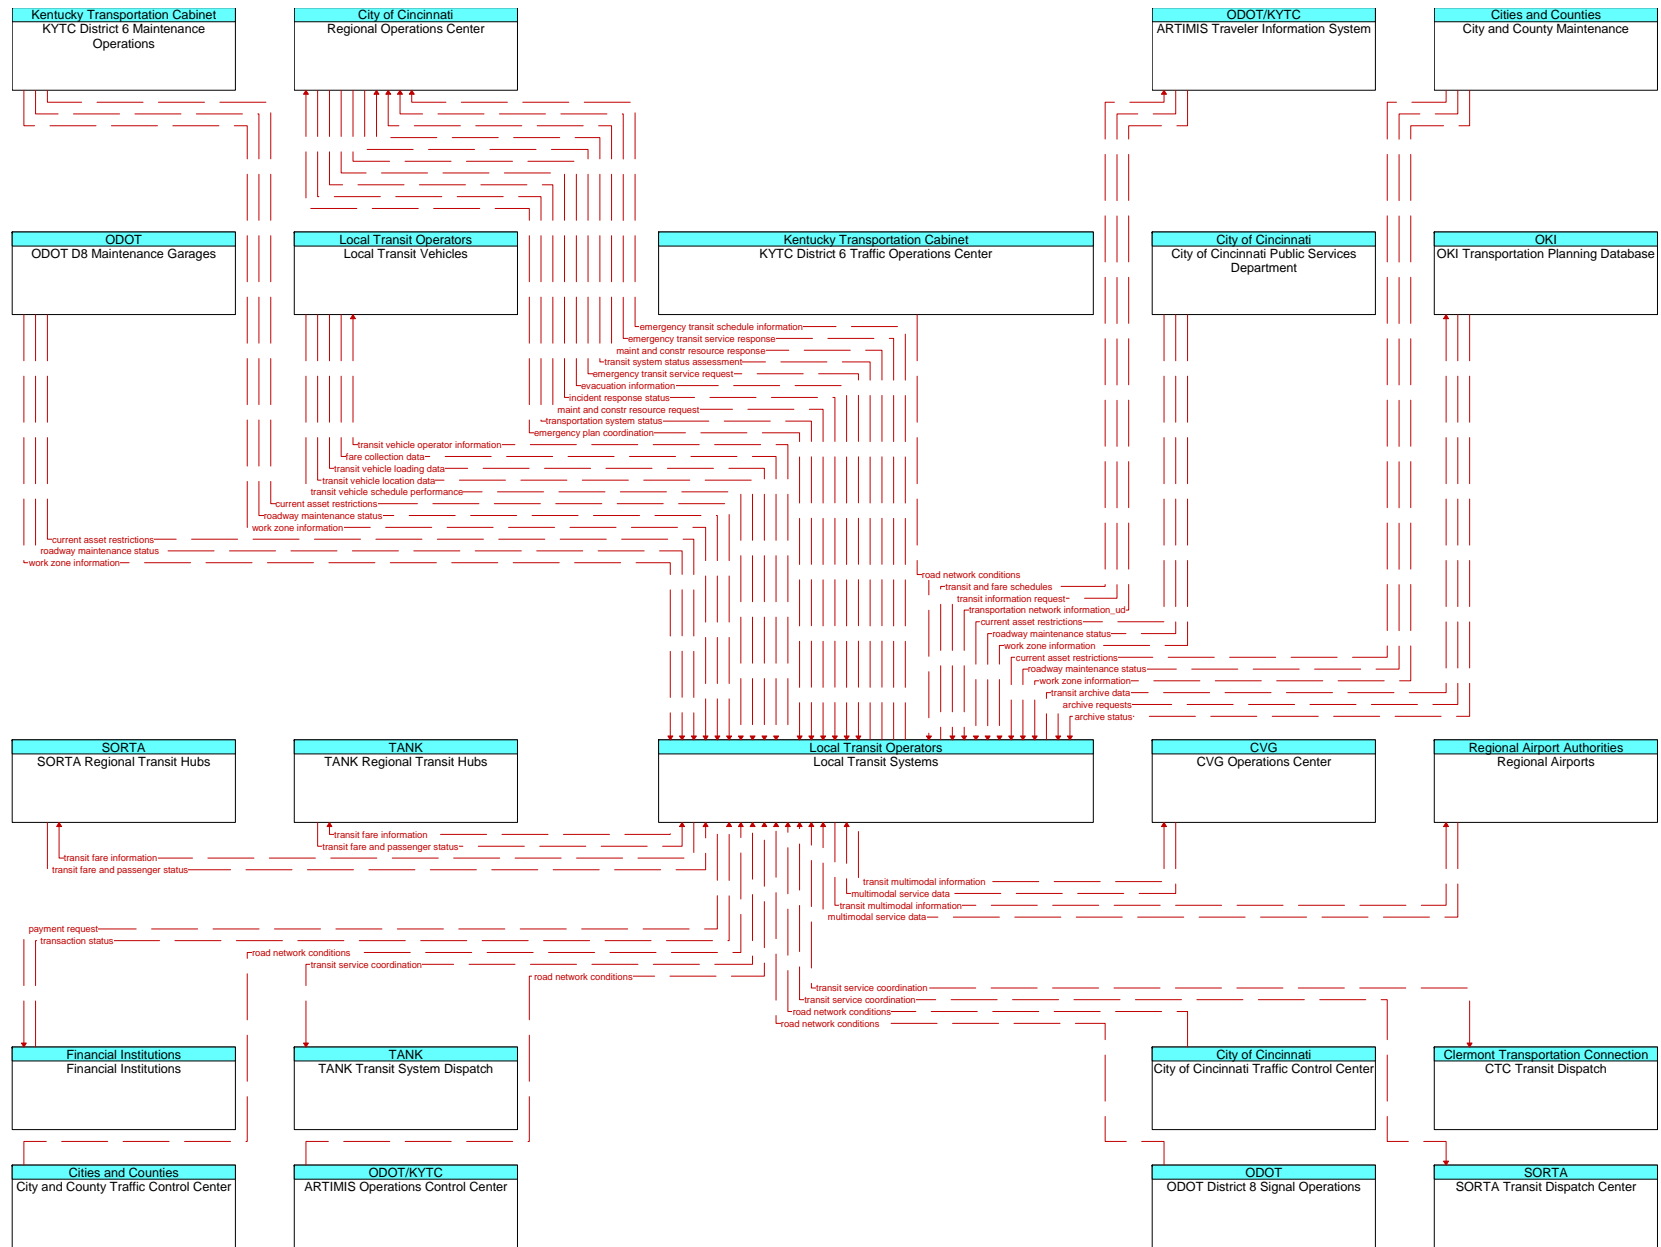 Kentucky Transportation Cabinet
KYTC District 6 Maintenance
Operations
City of Cincinnati
Regional Operations Center
ODOT/KYTC
ARTIMIS Traveler Information System
Cities and Counties
City and County Maintenance
ODOT
ODOT D8 Maintenance Garages
Local Transit Operators
Local Transit Vehicles
Kentucky Transportation Cabinet
KYTC District 6 Traffic Operations Center
City of Cincinnati
City of Cincinnati Public Services
Department
OKI
OKI Transportation Planning Database
emergency transit schedule information
emergency transit service response
maint and constr resource response
transit system status assessment
emergency transit service request
evacuation information
incident response status
maint and constr resource request
transportation system status
emergency plan coordination
transit vehicle operator information
fare collection data
transit vehicle loading data
transit vehicle location data
transit vehicle schedule performance
current asset restrictions
roadway maintenance status
work zone information
current asset restrictions
roadway maintenance status
work zone information
road network conditions
transit and fare schedules
transit information request
transportation network information_ud
current asset restrictions
roadway maintenance status
work zone information
current asset restrictions
roadway maintenance status
work zone information
transit archive data
archive requests
archive status
SORTA
SORTA Regional Transit Hubs
TANK
TANK Regional Transit Hubs
Local Transit Operators
Local Transit Systems
CVG
CVG Operations Center
Regional Airport Authorities
Regional Airports
transit fare information
transit fare and passenger status
transit fare information
transit fare and passenger status
transit multimodal information
multimodal service data
transit multimodal information
multimodal service data
payment request
transaction status
road network conditions
transit service coordination
road network conditions
transit service coordination
transit service coordination
road network conditions
road network conditions
Financial Institutions
Financial Institutions
TANK
TANK Transit System Dispatch
City of Cincinnati
City of Cincinnati Traffic Control Center
Clermont Transportation Connection
CTC Transit Dispatch
Cities and Counties
City and County Traffic Control Center
ODOT/KYTC
ARTIMIS Operations Control Center
ODOT
ODOT District 8 Signal Operations
SORTA
SORTA Transit Dispatch Center